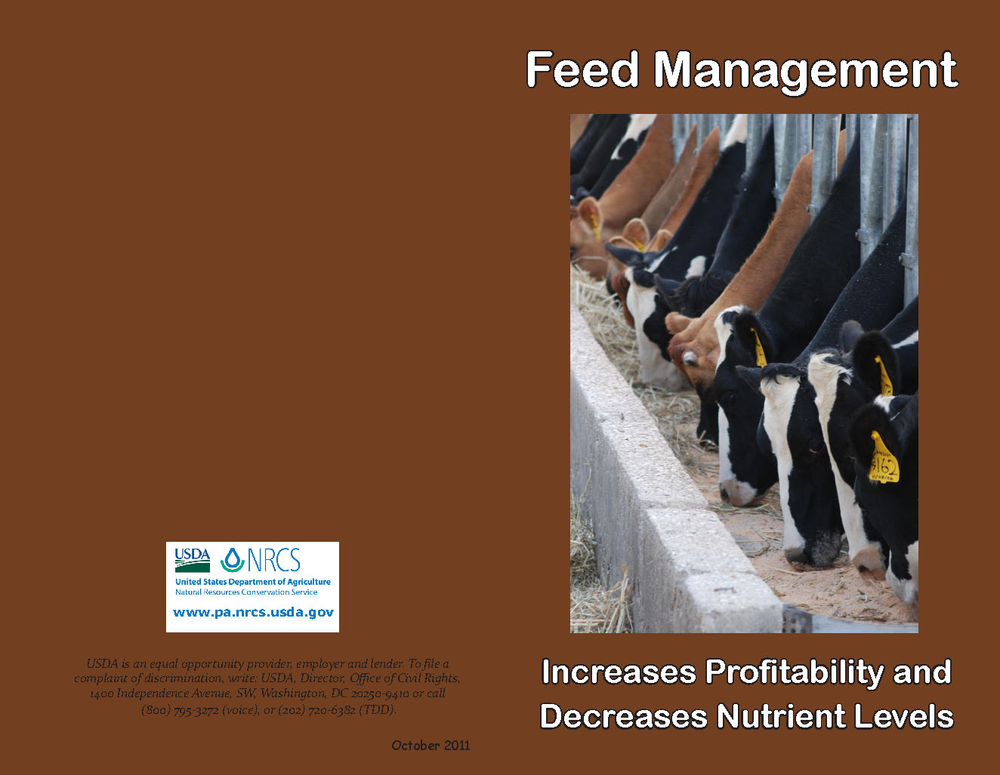 Feed Management
5162
Increases Profitability and
Decreases Nutrient Levels
USDA
NRCS
United States Department of Agriculture
Natural Resources Conservation Service
www.pa.nrcs.usda.gov
USDA is an equal opportunity provider, employer and lender. To file a
complaint of discrimination, write: USDA, Director, Office of Civil Rights,
1400 Independence Avenue, SW, Washington, DC 20250-9410 or call
(800) 795-3272 (voice), or (202) 720-6382 (TDD).
October 2011